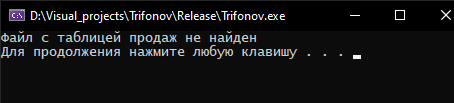 D:\Visual_projects\Trifonov\Release\Trifonov.exe
Файл с таблицей продаж не найден
Для продолжения нажмите любую клавишу . . .